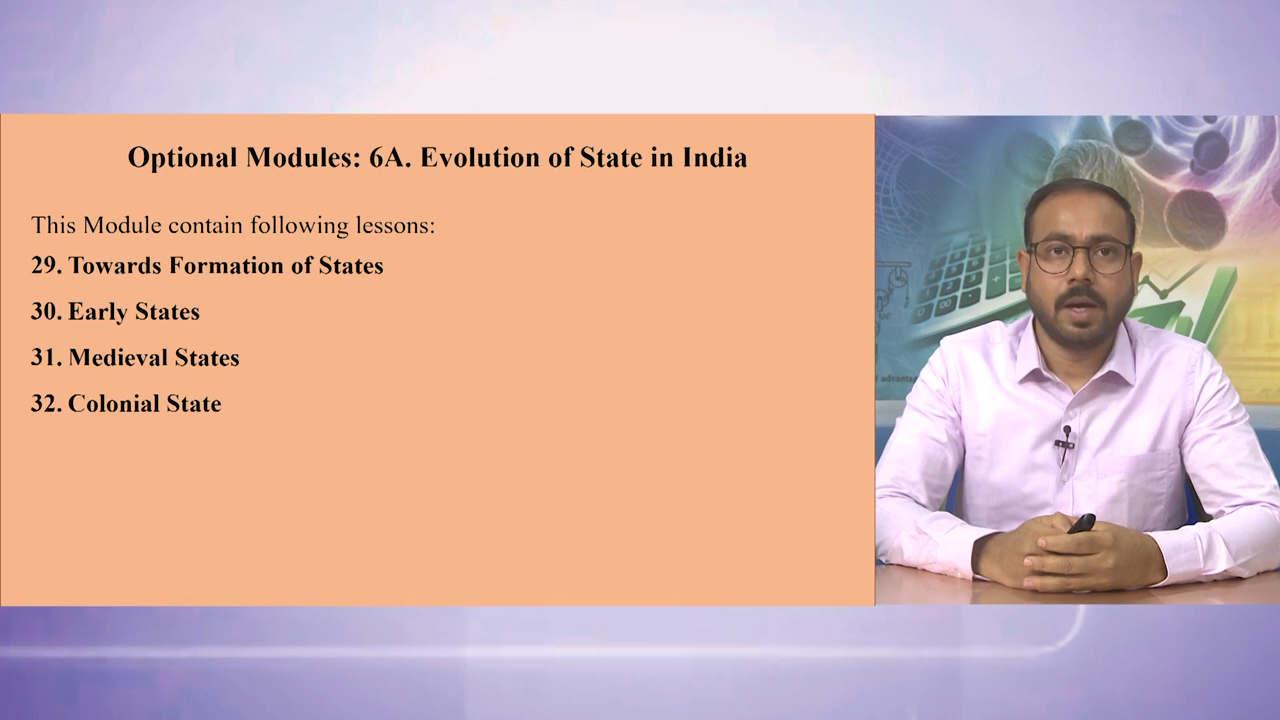 Optional Modules: 6A. Evolution of State in India
This Module contain following lessons:
29. Towards Formation of States
30. Early States
31. Medieval States
32. Colonial State